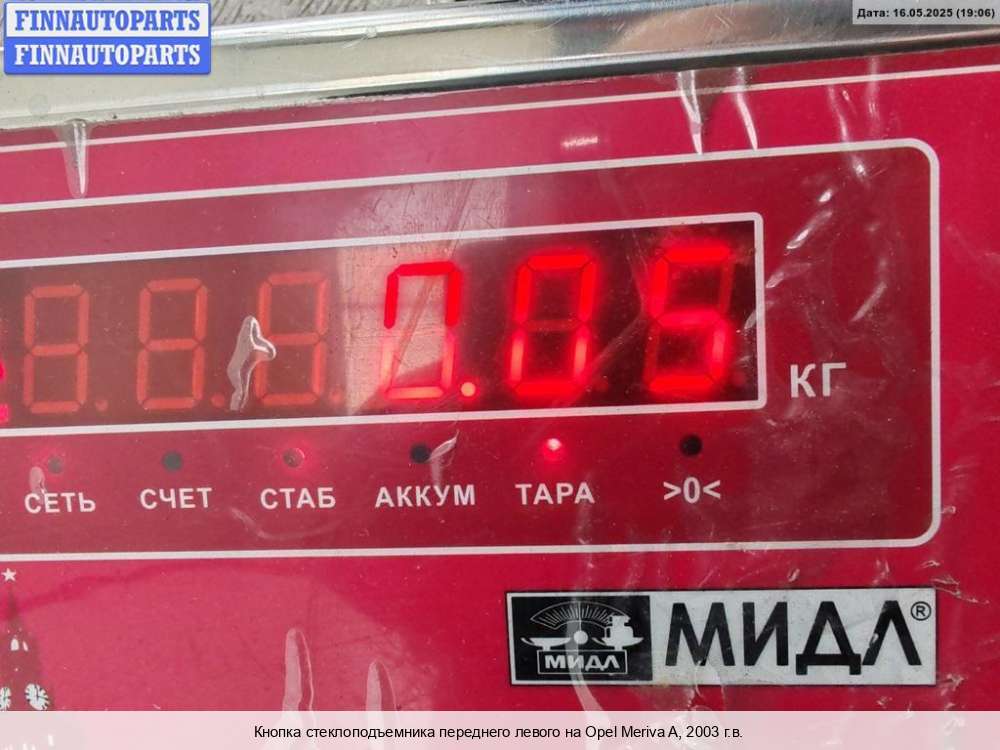 FINNAUTOPARTS
FINNAUTOPARTS
Дата: 16.05.2025 (19:06)
0.05
КГ
СЕТЬ СЧЕТ СТАБ АККУМ ТАРА >0<
МИДЛ МИДЛ®
Кнопка стеклоподъемника переднего левого на Opel Meriva A, 2003 г.в.